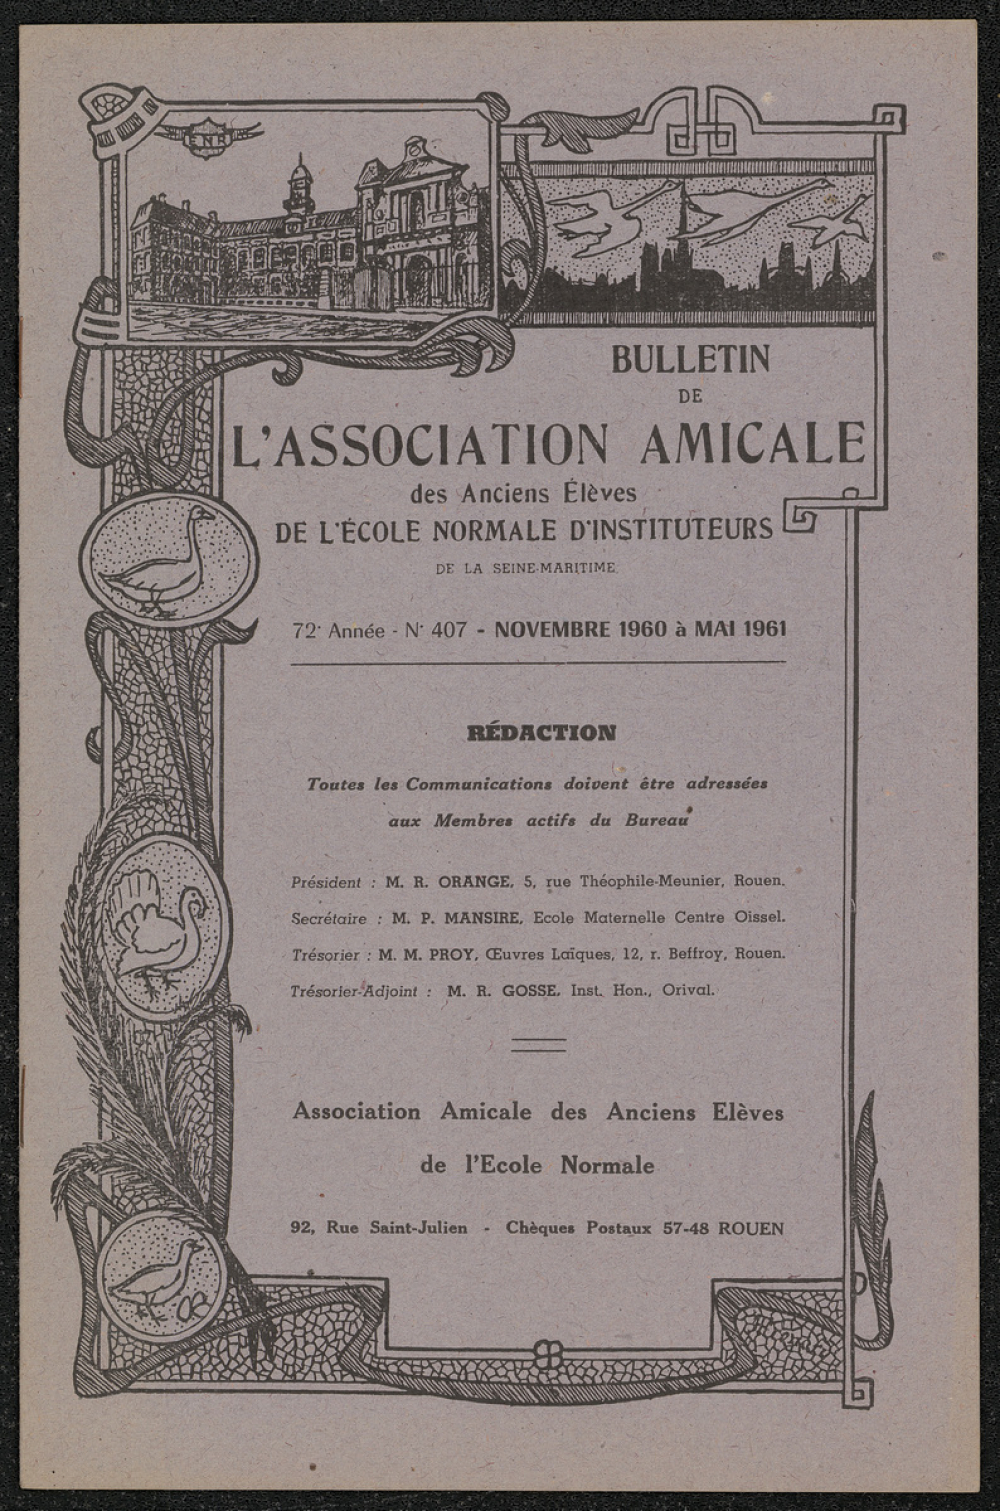 ENR
BULLETIN
DE
L'ASSOCIATION AMICALE
des Anciens Élèves
DE L'ÉCOLE NORMALE D'INSTITUTEURS
DE LA SEINE-MARITIME
72e Année - N° 407 - NOVEMBRE 1960 à MAI 1961
RÉDACTION
Toutes les Communications doivent être adressées
aux Membres actifs du Bureau
Président : M. R. ORANGE, 5, rue Théophile-Meunier, Rouen.
Secrétaire : M. P. MANSIRE, Ecole Maternelle Centre Oissel.
Trésorier : M. M. PROY, Œuvres Laïques, 12, r. Beffroy, Rouen.
Trésorier-Adjoint : M. R. GOSSE, Inst. Hon., Orival.
Association Amicale des Anciens Elèves
de l'Ecole Normale
92, Rue Saint-Julien - Chèques Postaux 57-48 ROUEN